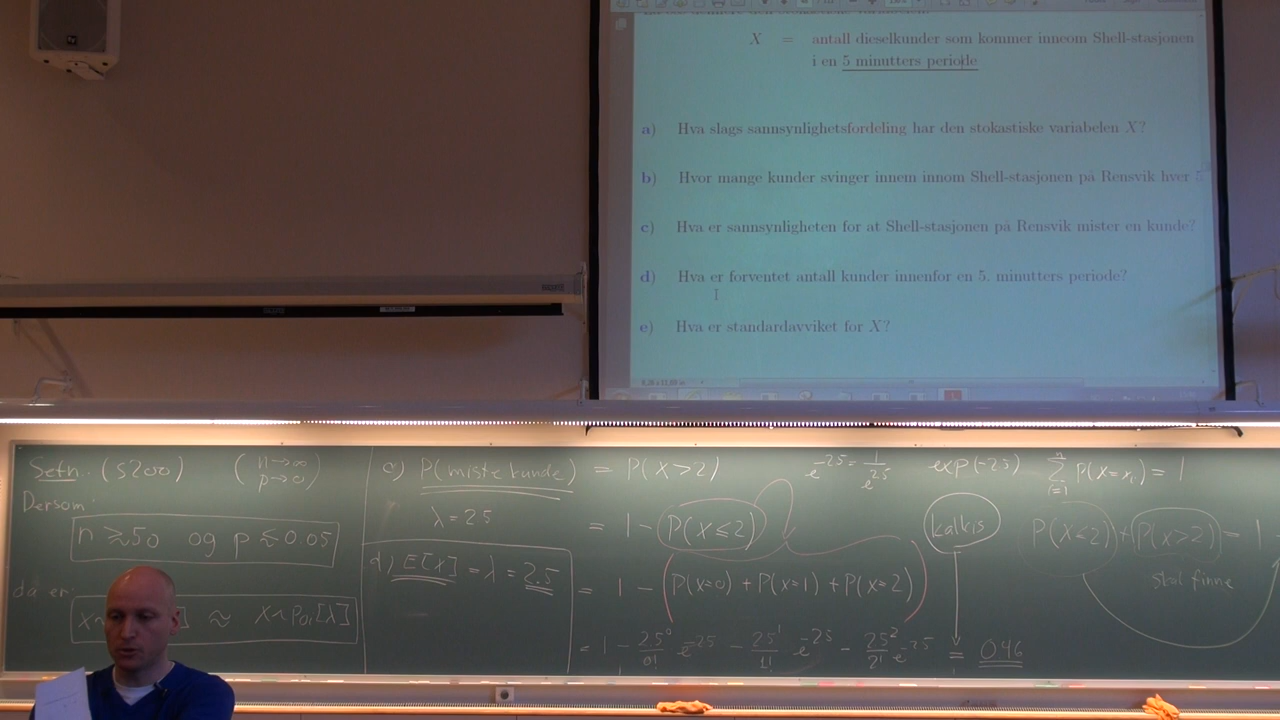 X = antall dieselkunder som kommer innom Shell-stasjonen
i en 5 minutters periode
a) Hva slags sannsynlighetsfordeling har den stokastiske variabelen X?
b) Hvor mange kunder svinger innem innom Shell-stasjonen på Rensvik hver 5
c) Hva er sannsynligheten for at Shell-stasjonen på Rensvik mister en kunde?
d) Hva er forventet antall kunder innenfor en 5. minutters periode?
e) Hva er standardavviket for X?
Setn. (S200) (n→∞ p→0)
Dersom:
n ≳ 50 og p ≲ 0.05
da er:
≈ X~Poi[λ]
c) P(miste kunde) = P(X>2)
λ = 2.5
= 1 - P(X≤2)
d) E[X] = λ = 2.5
= 1 - (P(X=0) + P(X=1) + P(X=2))
= 1 - 2.5⁰/0! e^-2.5 - 2.5¹/1! e^-2.5 - 2.5²/2! e^-2.5 = 0.46
e^-2.5 = 1/e^2.5
exp(-2.5)
∑_{i=1}^{n} P(X=x_i) = 1
kalkis
P(X≤2) + P(X>2) = 1
skal finne